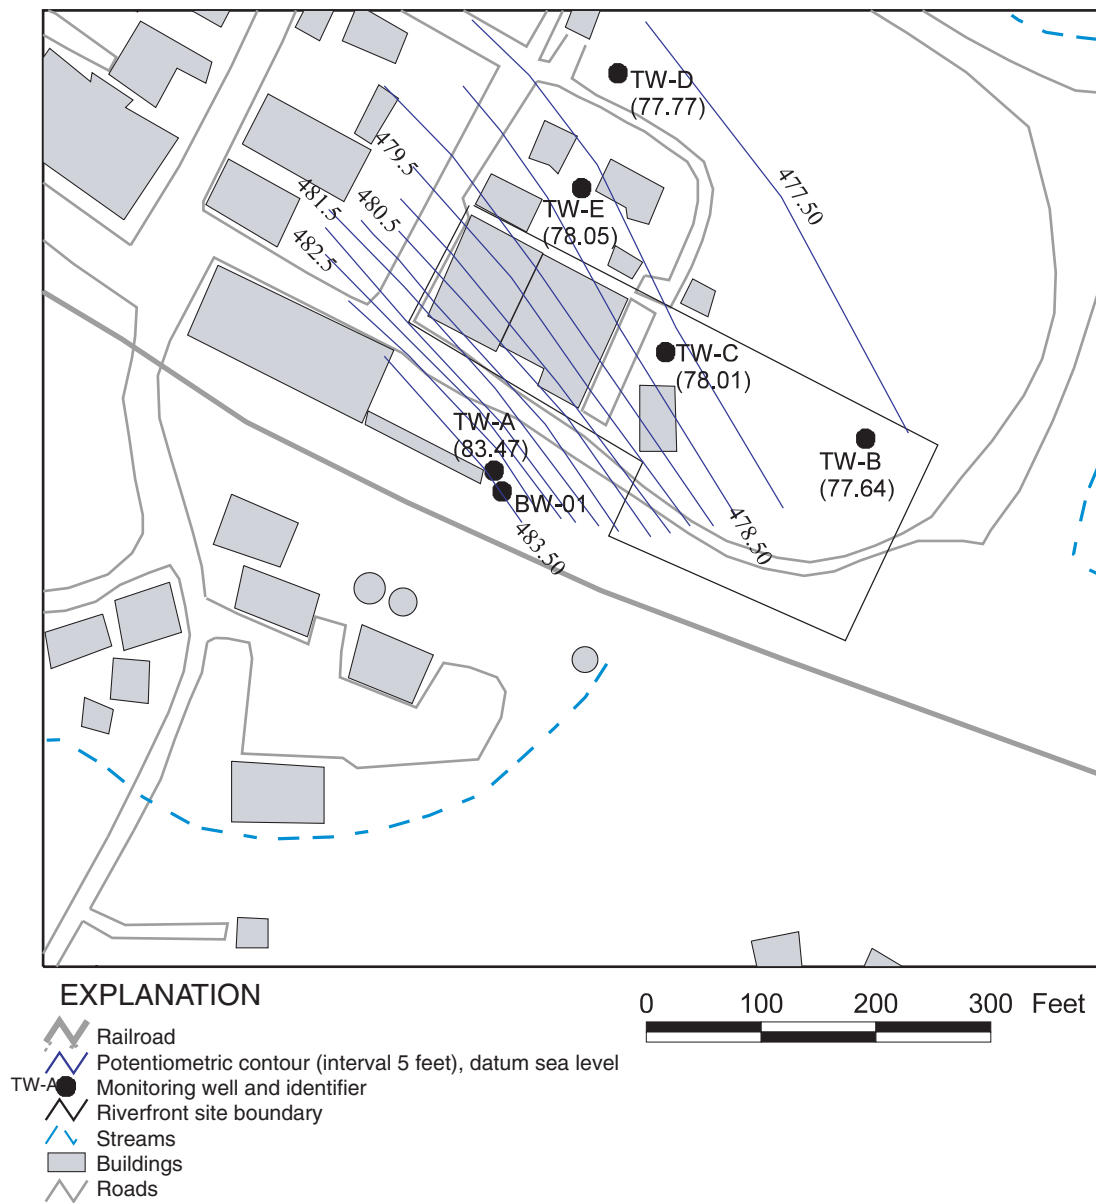 TW-D
(77.77)
479.5
477.50
481.5
480.5
TW-E
(78.05)
482.5
TW-C
(78.01)
TW-A
(83.47)
TW-B
(77.64)
BW-01
478.50
483.50
EXPLANATION
0 100 200 300 Feet
Railroad
Potentiometric contour (interval 5 feet), datum sea level
TW-A Monitoring well and identifier
Riverfront site boundary
Streams
Buildings
Roads